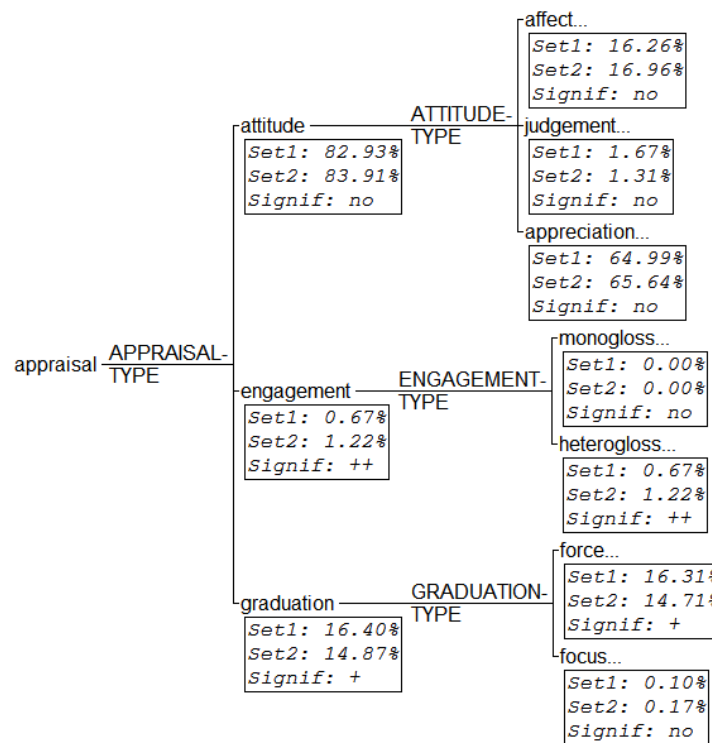 affect...
Set1: 16.26%
Set2: 16.96%
Signif: no
attitude
ATTITUDE-
TYPE
Set1: 82.93%
Set2: 83.91%
Signif: no
judgement...
Set1: 1.67%
Set2: 1.31%
Signif: no
appreciation...
Set1: 64.99%
Set2: 65.64%
Signif: no
appraisal
APPRAISAL-
TYPE
monogloss...
Set1: 0.00%
Set2: 0.00%
Signif: no
engagement
ENGAGEMENT-
TYPE
Set1: 0.67%
Set2: 1.22%
Signif: ++
heterogloss...
Set1: 0.67%
Set2: 1.22%
Signif: ++
force...
Set1: 16.31%
Set2: 14.71%
Signif: +
graduation
GRADUATION-
TYPE
Set1: 16.40%
Set2: 14.87%
Signif: +
focus...
Set1: 0.10%
Set2: 0.17%
Signif: no